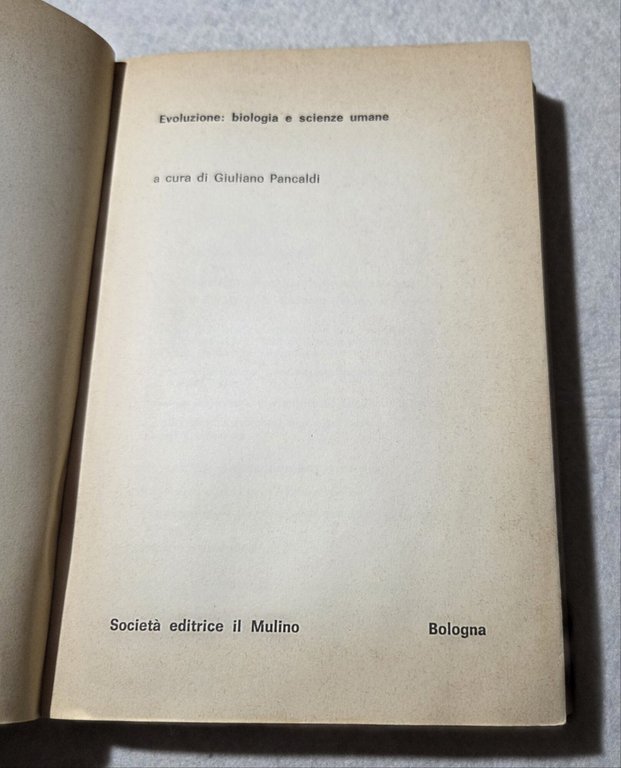 Evoluzione: biologia e scienze umane
a cura di Giuliano Pancaldi
Società editrice il Mulino Bologna